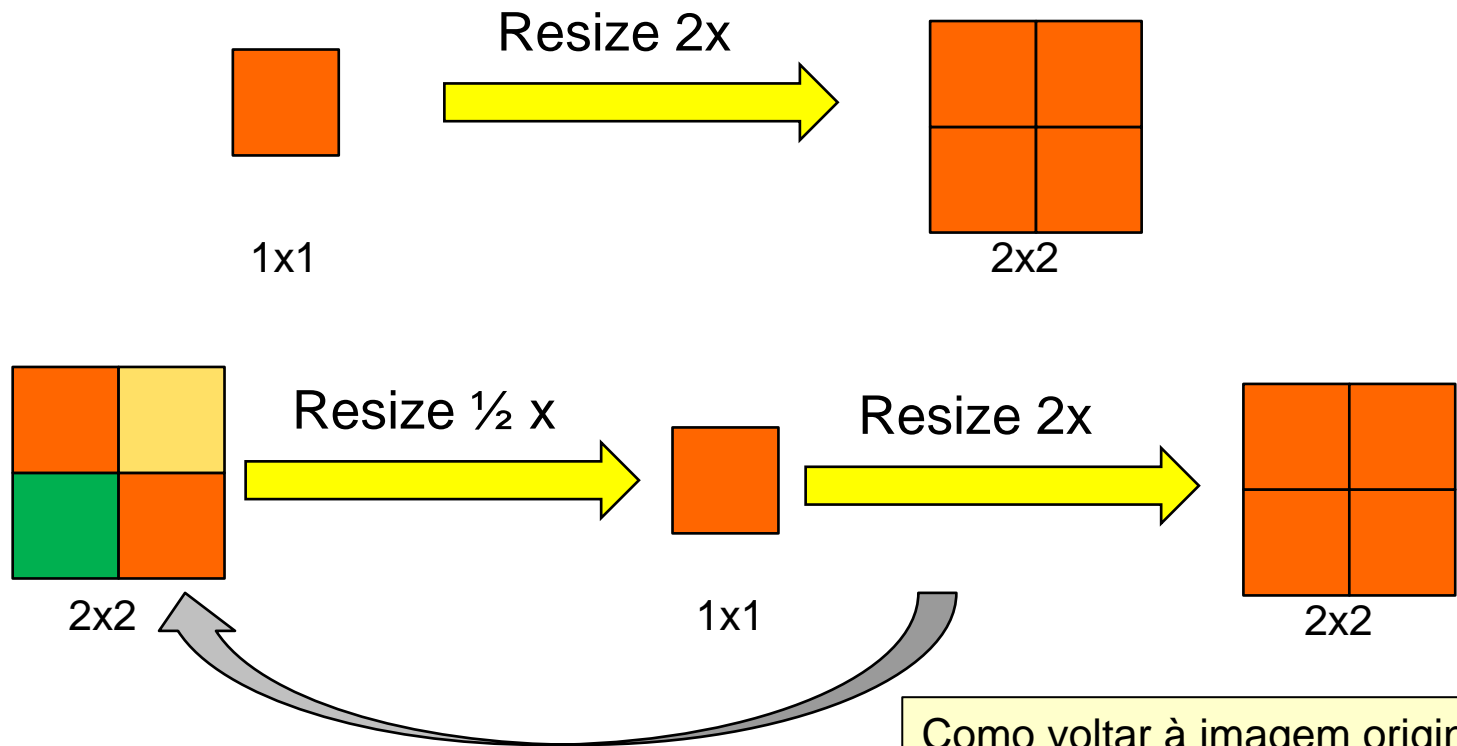 Resize 2x
1x1
2x2
Resize ½ x
Resize 2x
2x2
1x1
2x2
Como voltar à imagem